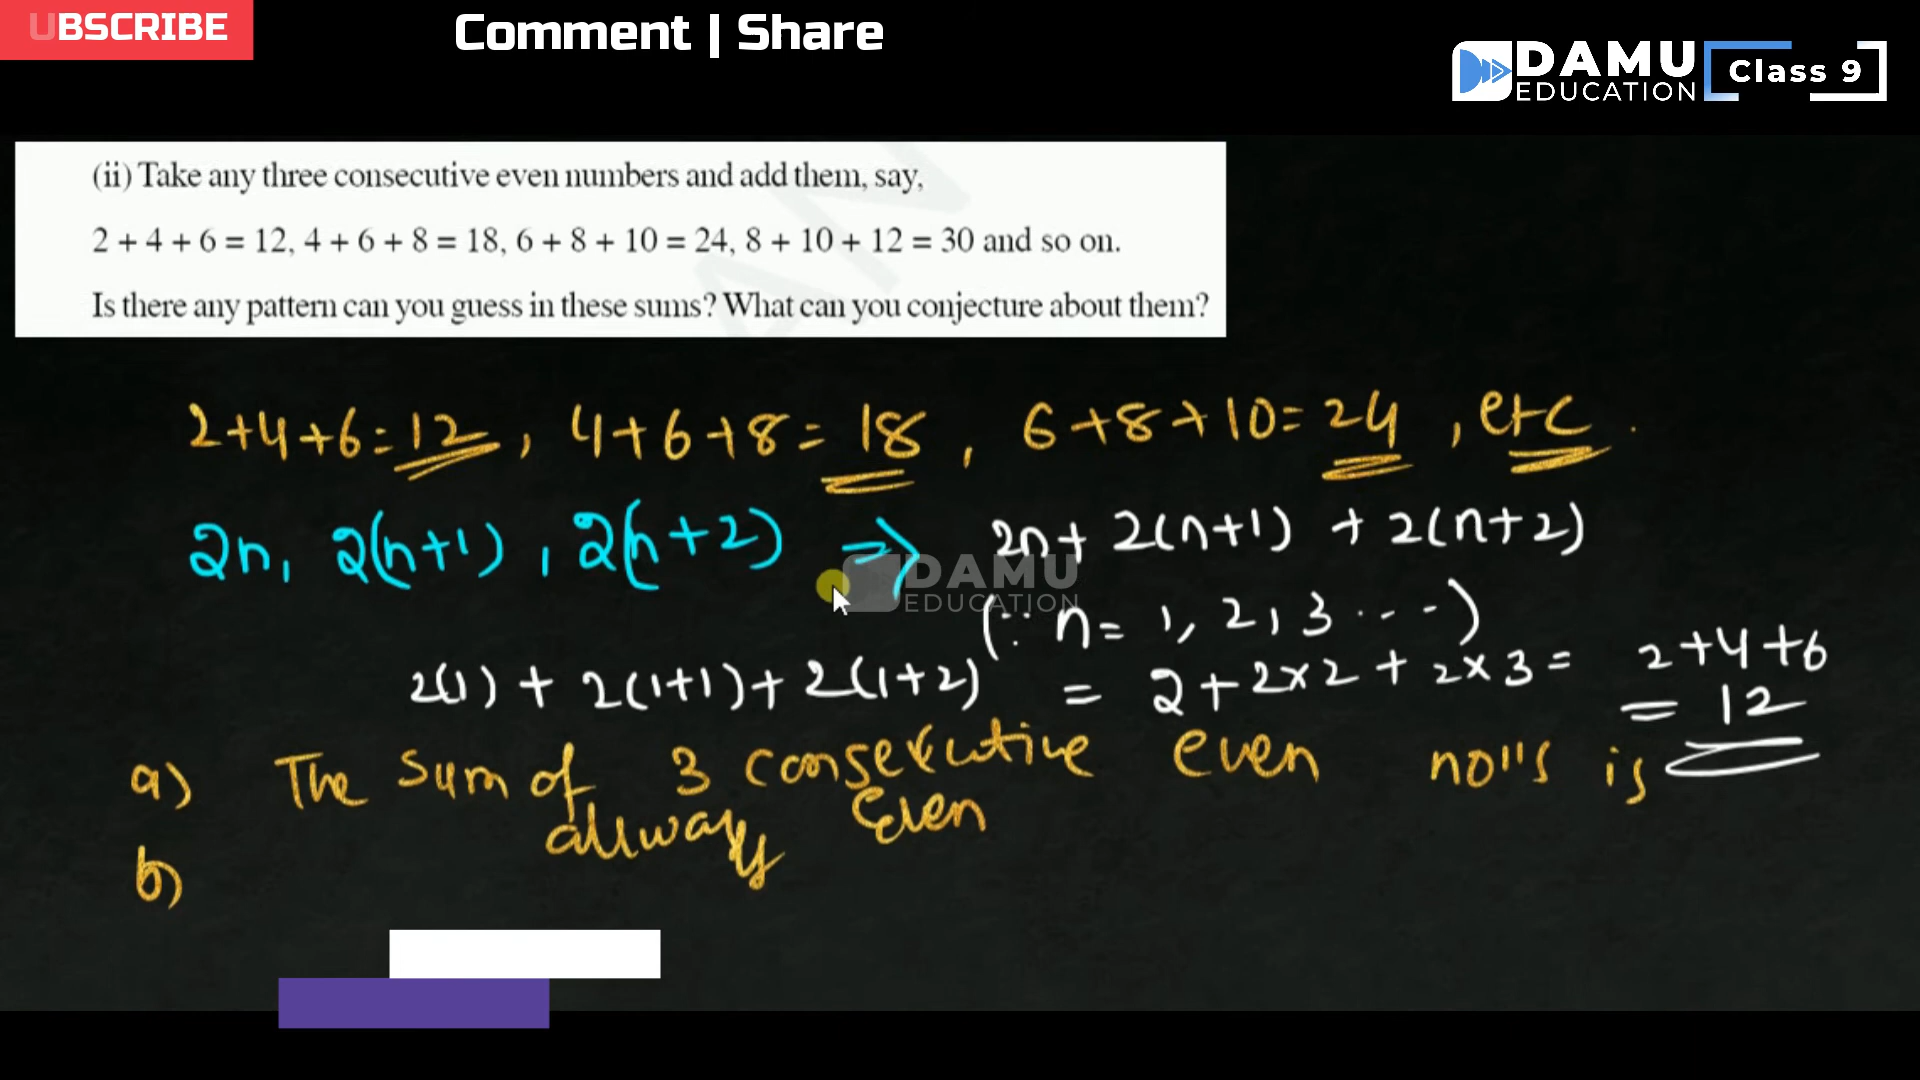 UBSCRIBE
Comment | Share
DAMU
EDUCATION
Class 9
(ii) Take any three consecutive even numbers and add them, say,
2 + 4 + 6 = 12, 4 + 6 + 8 = 18, 6 + 8 + 10 = 24, 8 + 10 + 12 = 30 and so on.
Is there any pattern can you guess in these sums? What can you conjecture about them?
2+4+6=12, 4+6+8=18, 6+8+10=24, etc.
2n, 2(n+1), 2(n+2) ⇒ 2n+2(n+1)+2(n+2)
DAMU
EDUCATION
(∵ n= 1, 2, 3 ....)
2(1)+2(1+1)+2(1+2) = 2+2×2+2×3= 2+4+6
= 12
a) The sum of 3 consecutive even no"s is
allways Even
b)